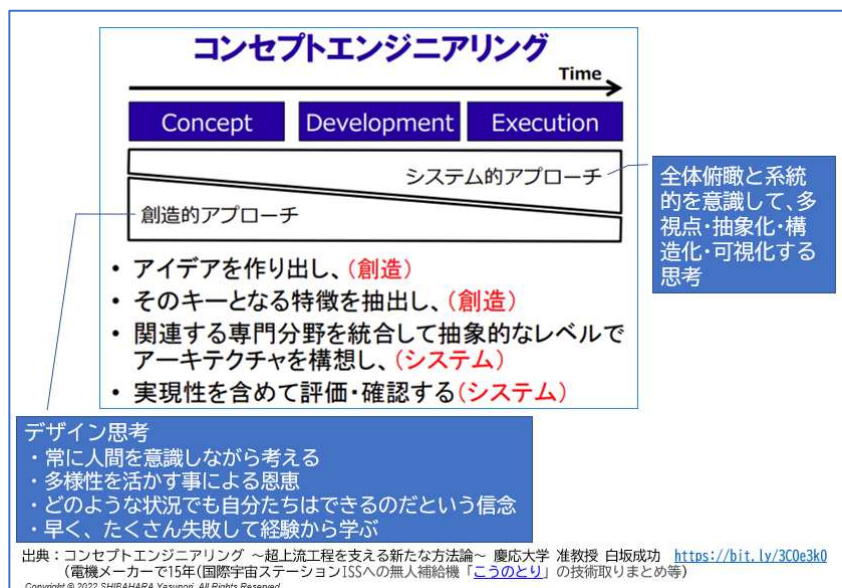 コンセプトエンジニアリング
Time
Concept
Development
Execution
システム的アプローチ
創造的アプローチ
・ アイデアを作り出し、(創造)
・ そのキーとなる特徴を抽出し、(創造)
・ 関連する専門分野を統合して抽象的なレベルで
アーキテクチャを構想し、(システム)
・ 実現性を含めて評価・確認する(システム)
全体俯瞰と系統
的を意識して、多
視点・抽象化・構
造化・可視化する
思考
デザイン思考
・常に人間を意識しながら考える
・多様性を活かす事による恩恵
・どのような状況でも自分たちはできるのだという信念
・早く、たくさん失敗して経験から学ぶ
出典：コンセプトエンジニアリング ～超上流工程を支える新たな方法論～ 慶応大学 准教授 白坂成功 https://bit.ly/3C0e3k0
(電機メーカーで15年(国際宇宙ステーションISSへの無人補給機「こうのとり」の技術取りまとめ等)
Copyright © 2022 SHIBAHARA Yasunori. All Rights Reserved